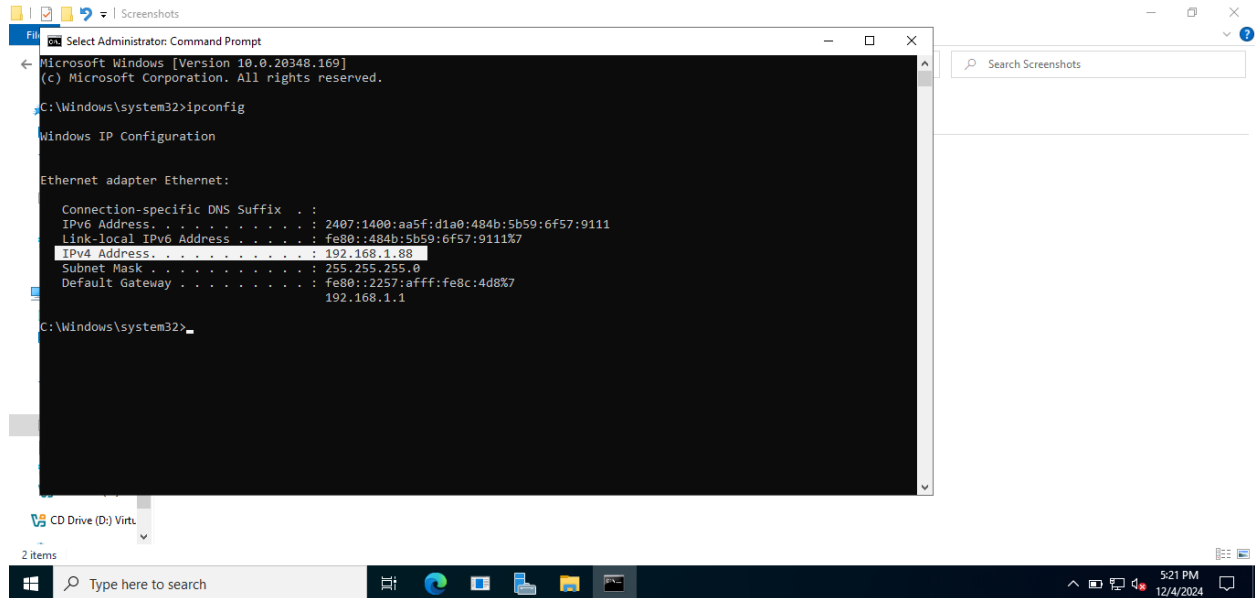 Screenshots
File
Select Administrator: Command Prompt
Search Screenshots
Microsoft Windows [Version 10.0.20348.169]
(c) Microsoft Corporation. All rights reserved.
C:\Windows\system32>ipconfig
Windows IP Configuration
Ethernet adapter Ethernet:
Connection-specific DNS Suffix . :
IPv6 Address. . . . . . . . . . . : 2407:1400:aa5f:d1a0:484b:5b59:6f57:9111
Link-local IPv6 Address . . . . . : fe80::484b:5b59:6f57:9111%7
IPv4 Address. . . . . . . . . . . : 192.168.1.88
Subnet Mask . . . . . . . . . . . : 255.255.255.0
Default Gateway . . . . . . . . . : fe80::2257:afff:fe8c:4d8%7
192.168.1.1
C:\Windows\system32>
CD Drive (D:) Virtu
2 items
Type here to search
5:21 PM
12/4/2024